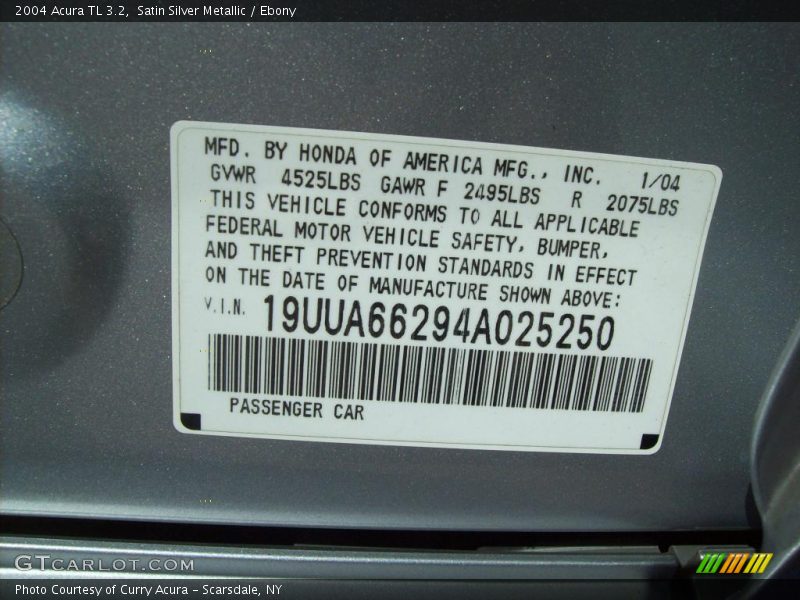 2004 Acura TL 3.2,  Satin Silver Metallic / Ebony
MFD. BY HONDA OF AMERICA MFG., INC. 1/04
GVWR 4525LBS GAWR F 2495LBS R 2075LBS
THIS VEHICLE CONFORMS TO ALL APPLICABLE
FEDERAL MOTOR VEHICLE SAFETY, BUMPER,
AND THEFT PREVENTION STANDARDS IN EFFECT
ON THE DATE OF MANUFACTURE SHOWN ABOVE:
V.I.N. 19UUA66294A025250
PASSENGER CAR
GTCARLOT.COM
Photo Courtesy of Curry Acura - Scarsdale, NY